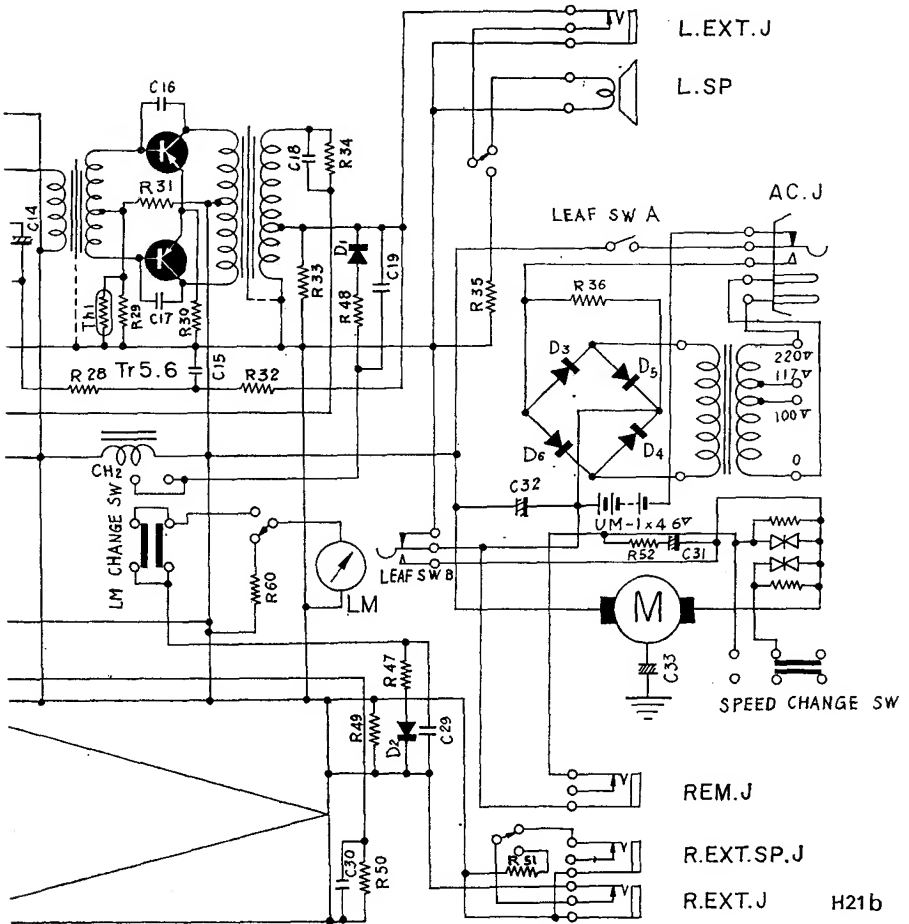 L.EXT.J
C16
L.SP
C18
R34
R31
AC.J
LEAF SW A
C14
D1
C19
R33
R48
R35
R36
Th1
R29
C17
R30
D3
D5
220V
117V
100V
R28
Tr5.6
C15
R32
D6
D4
0
CH2
C32
UM-1x4 6V
LM CHANGE SW
R52
C31
LEAF SW B
R60
LM
M
R47
C33
SPEED CHANGE SW
R49
D2
C29
REM.J
R.EXT.SP.J
R51
C30
R50
R.EXT.J
H21b